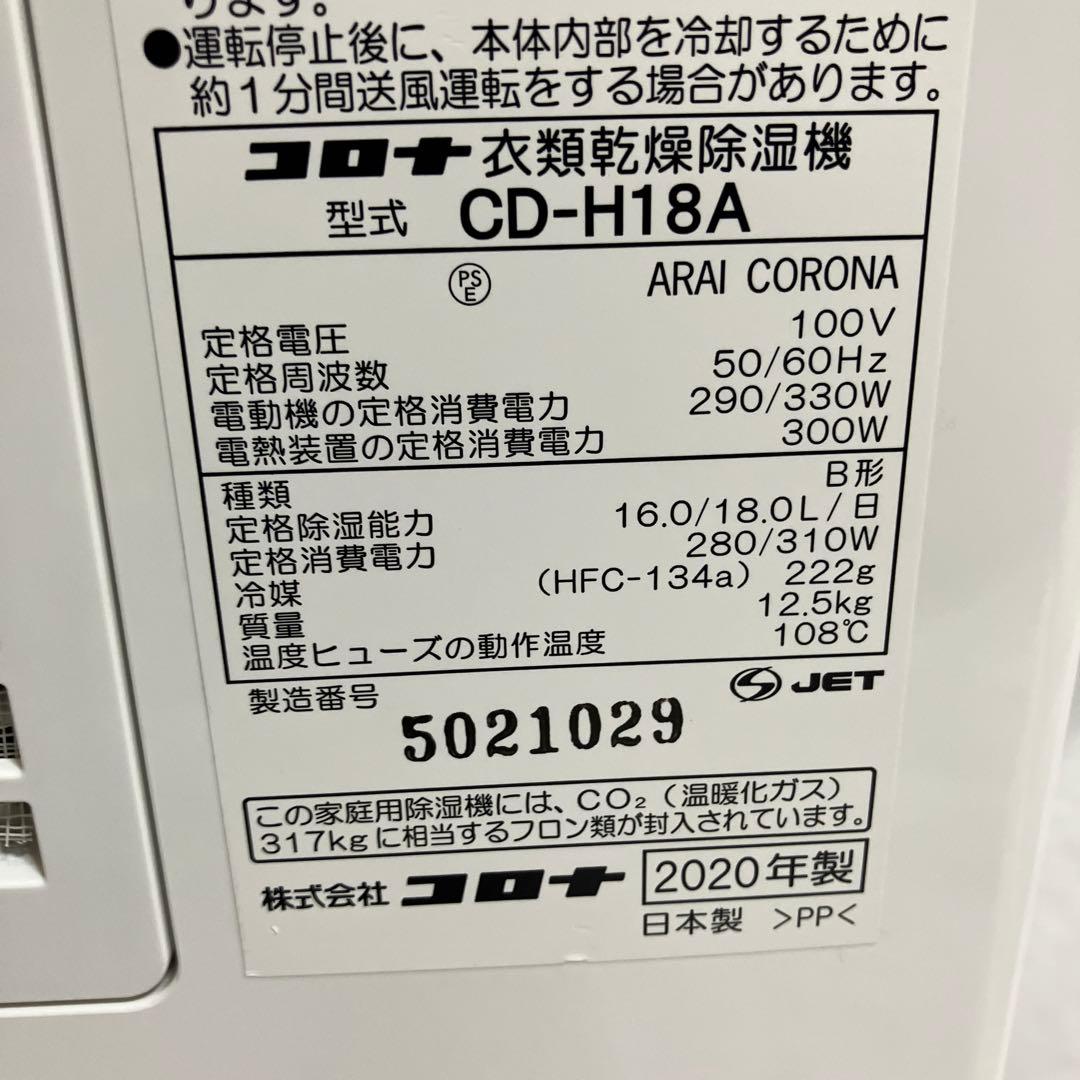 ります。
●運転停止後に、本体内部を冷却するために
約1分間送風運転をする場合があります。
コロナ 衣類乾燥除湿機
型式 CD-H18A
PSE ARAI CORONA
定格電圧 100V
定格周波数 50/60Hz
電動機の定格消費電力 290/330W
電熱装置の定格消費電力 300W
種類 B形
定格除湿能力 16.0/18.0L/日
定格消費電力 280/310W
冷媒 (HFC-134a) 222g
質量 12.5kg
温度ヒューズの動作温度 108℃
製造番号 JET
5021029
この家庭用除湿機には、CO₂（温暖化ガス）
317kgに相当するフロン類が封入されています。
株式会社 コロナ 2020年製
日本製 >PP<